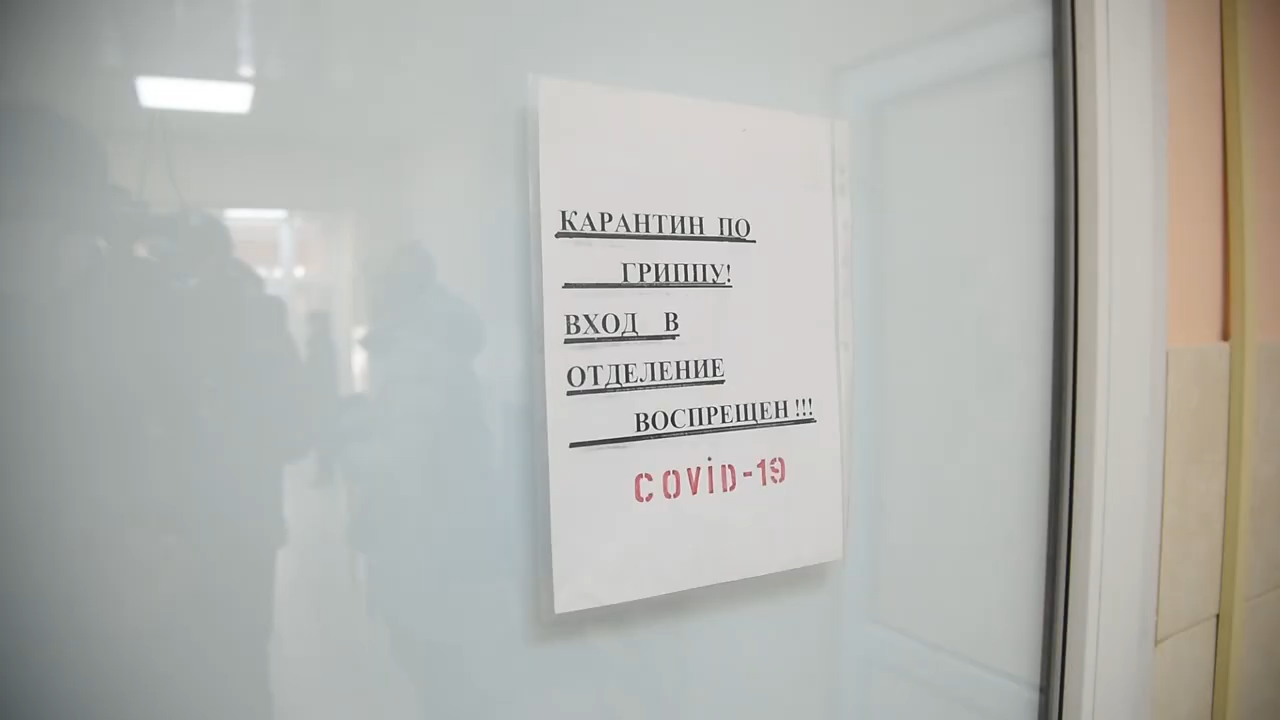 КАРАНТИН ПО
ГРИППУ!
ВХОД В
ОТДЕЛЕНИЕ
ВОСПРЕЩЕН !!!
COViD-19